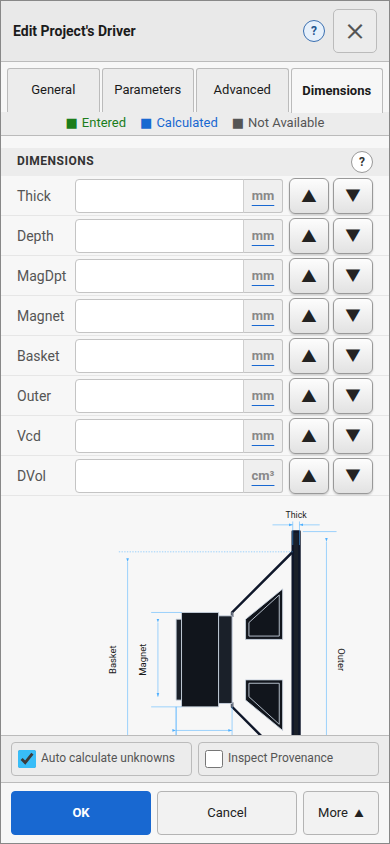 Edit Project's Driver ?
General Parameters Advanced Dimensions
Entered Calculated Not Available
DIMENSIONS ?
Thick mm
Depth mm
MagDpt mm
Magnet mm
Basket mm
Outer mm
Vcd mm
DVol cm³
Thick
Basket
Magnet
Outer
Auto calculate unknowns Inspect Provenance
OK Cancel More ▲